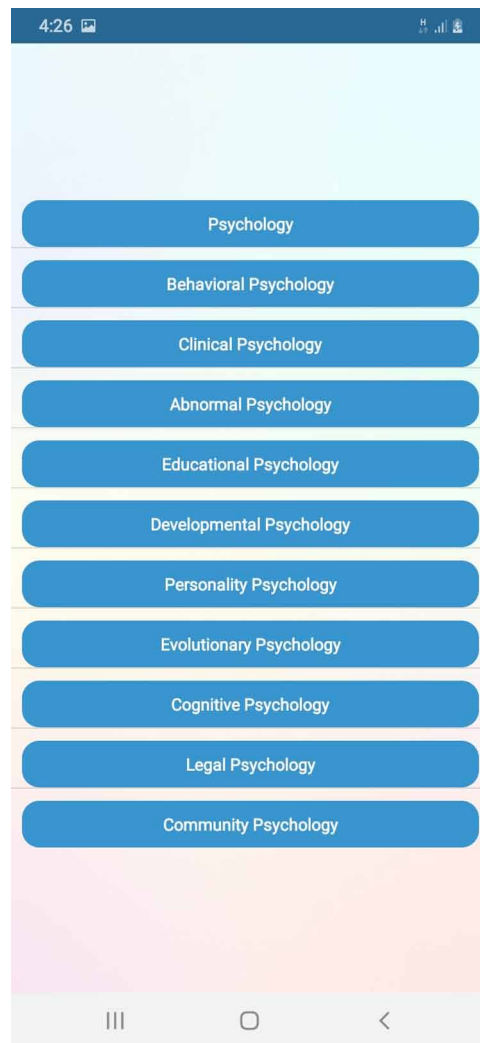 4:26
H
Psychology
Behavioral Psychology
Clinical Psychology
Abnormal Psychology
Educational Psychology
Developmental Psychology
Personality Psychology
Evolutionary Psychology
Cognitive Psychology
Legal Psychology
Community Psychology